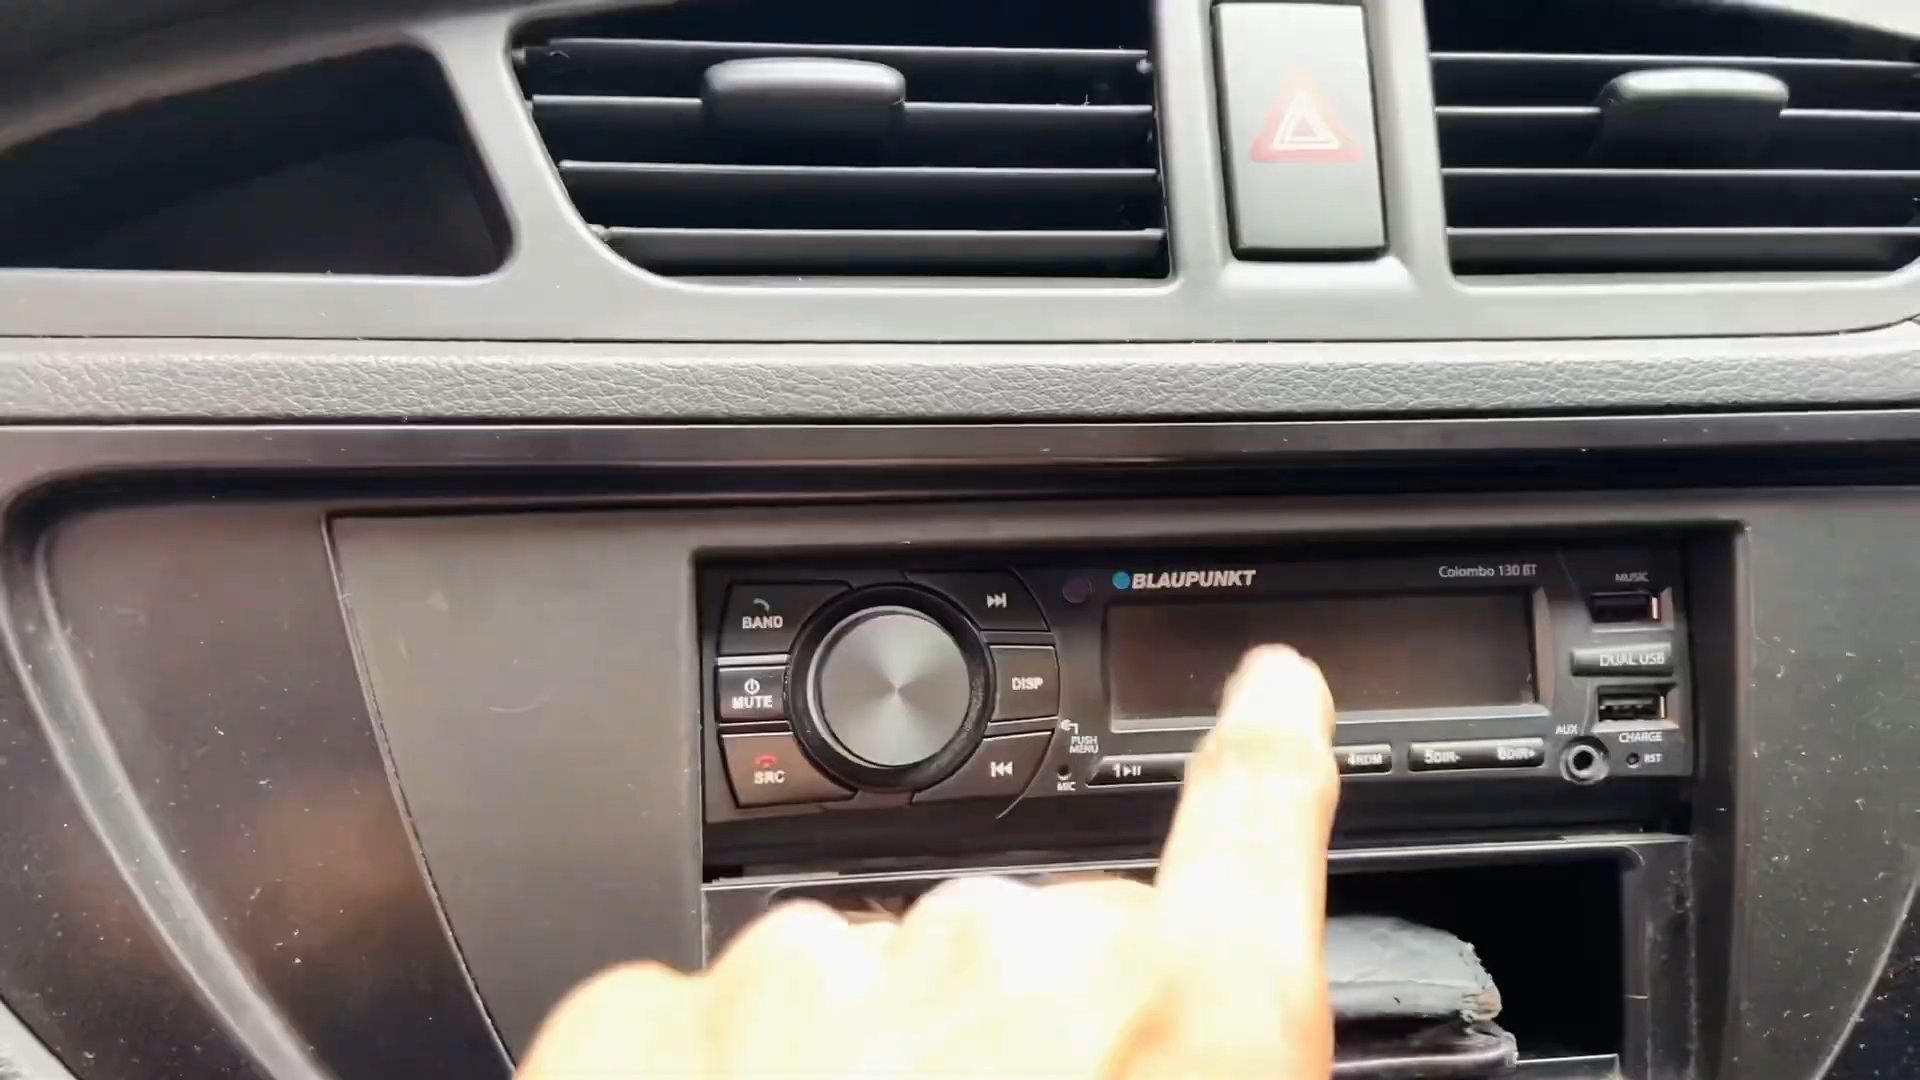 BLAUPUNKT
Colombo 130 BT
MUSIC
BAND
DUAL USB
MUTE
DISP
PUSH
MENU
AUX
CHARGE
SRC
MIC
1
4RDM
5DIR-
6DIR+
RST